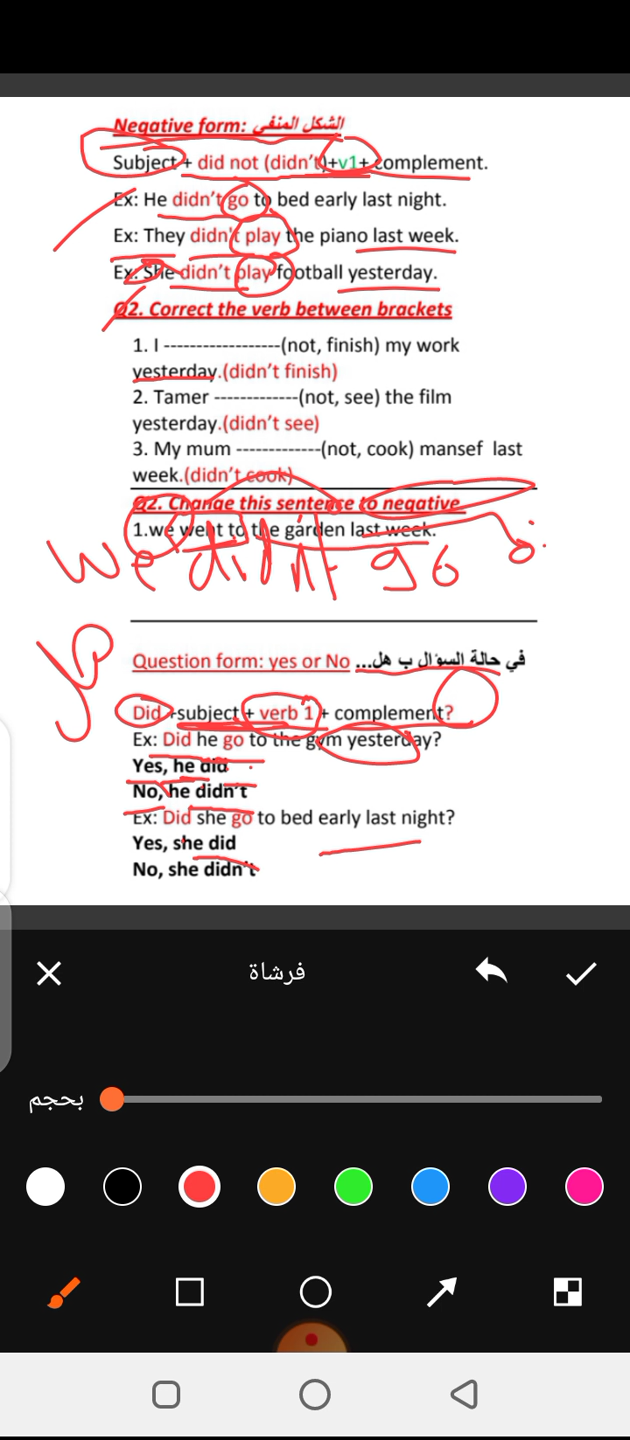 Negative form: الشكل المنفي
Subject + did not (didn't)+v1+ complement.
Ex: He didn't go to bed early last night.
Ex: They didn't play the piano last week.
Ex: She didn't play football yesterday.
Q2. Correct the verb between brackets
1. I -----------------(not, finish) my work
yesterday.(didn't finish)
2. Tamer ------------(not, see) the film
yesterday.(didn't see)
3. My mum ------------(not, cook) mansef last
week.(didn't cook)
Q2. Change this sentence to negative
1.we went to the garden last week.
We didn't go
Question form: yes or No ...في حالة السؤال ب هل
Did +subject + verb 1 + complement?
Ex: Did he go to the gym yesterday?
Yes, he did
No, he didn't
Ex: Did she go to bed early last night?
Yes, she did
No, she didn't
فرشاة
بحجم